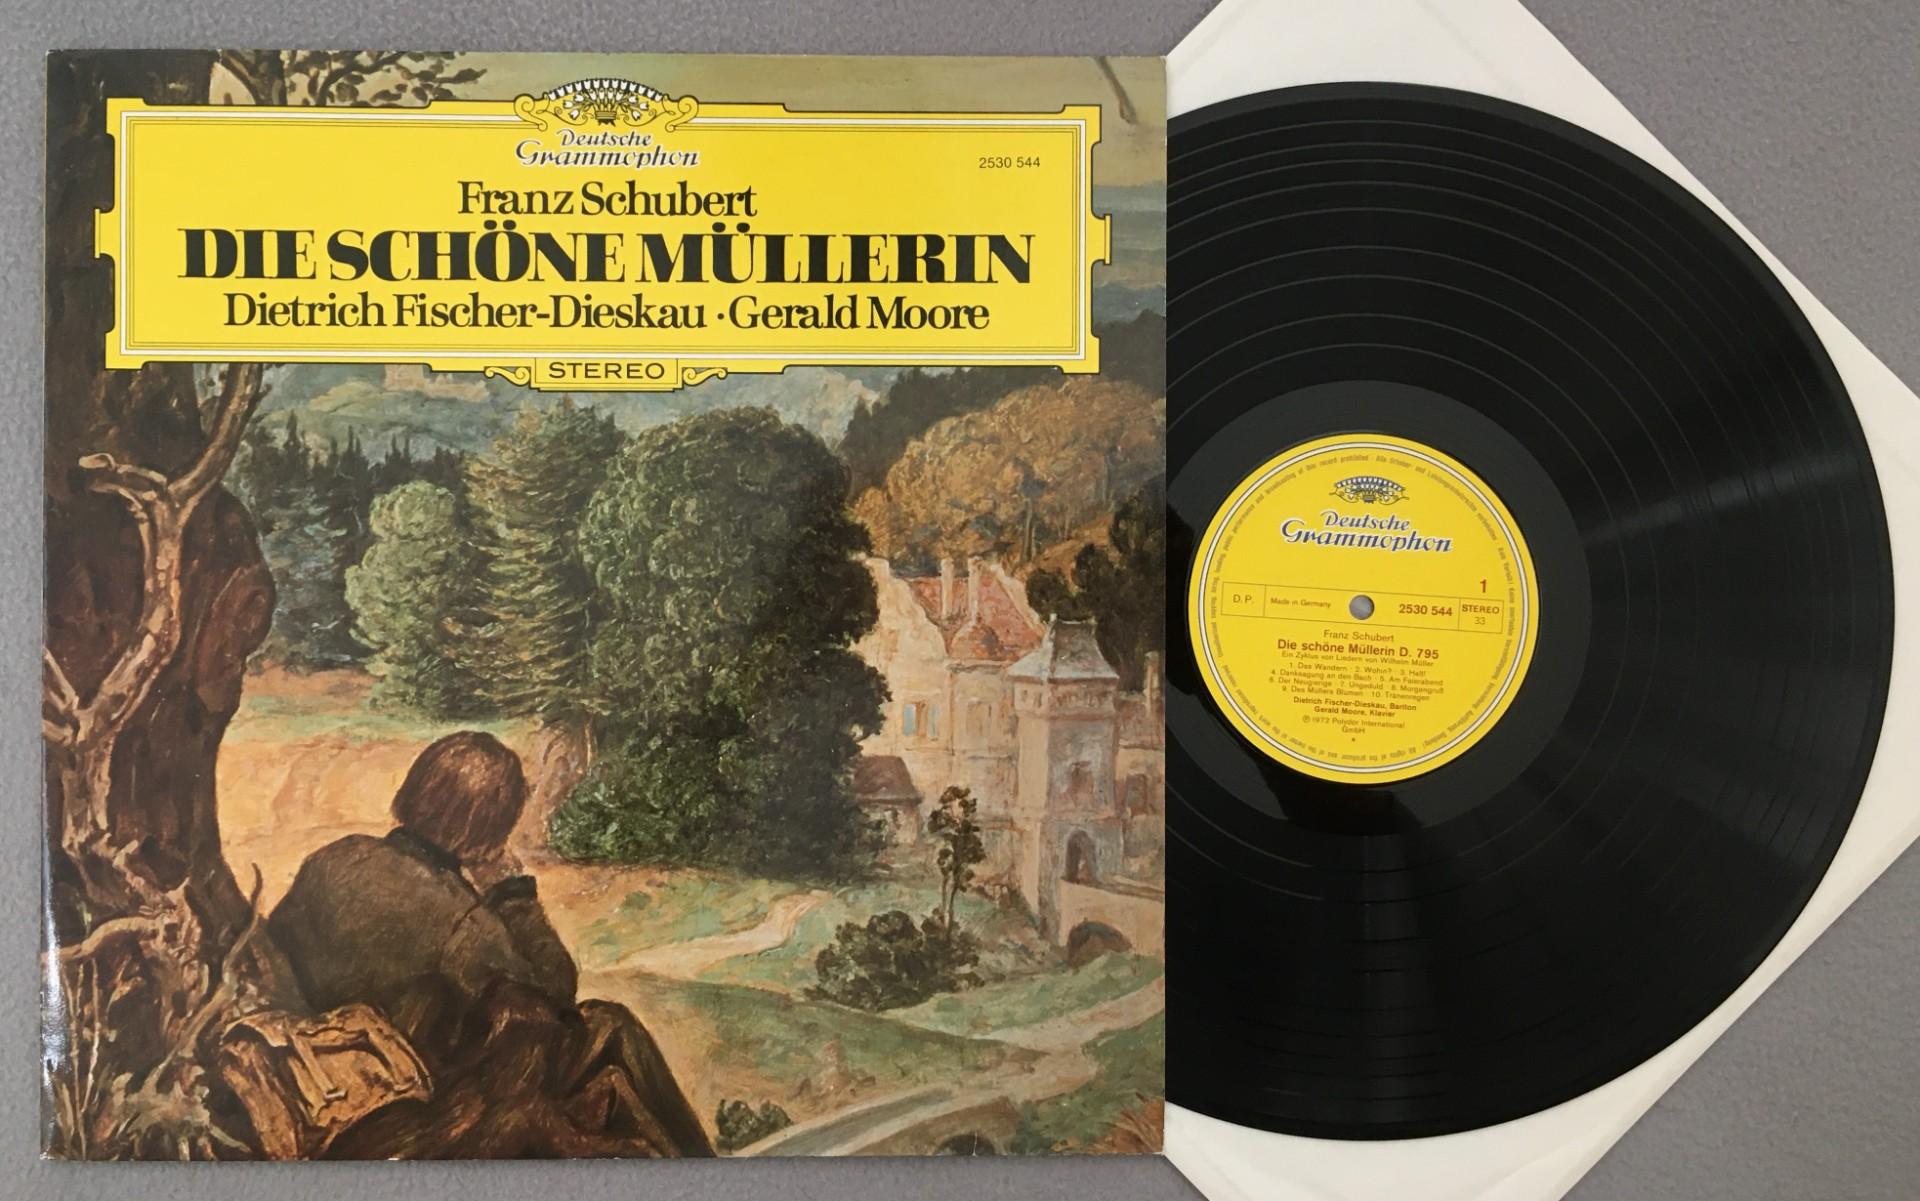 Deutsche
Grammophon
2530 544
Franz Schubert
DIE SCHÖNE MÜLLERIN
Dietrich Fischer-Dieskau · Gerald Moore
STEREO
Deutsche
Grammophon
1
D.P. Made in Germany 2530 544 STEREO
33
Franz Schubert
Die schöne Müllerin D. 795
Ein Zyklus von Liedern von Wilhelm Müller
1. Das Wandern · 2. Wohin? · 3. Halt!
4. Danksagung an den Bach · 5. Am Feierabend
6. Der Neugierige · 7. Ungeduld · 8. Morgengruß
9. Des Müllers Blumen · 10. Tränenregen
Dietrich Fischer-Dieskau, Bariton
Gerald Moore, Klavier
℗ 1972 Polydor International
GmbH